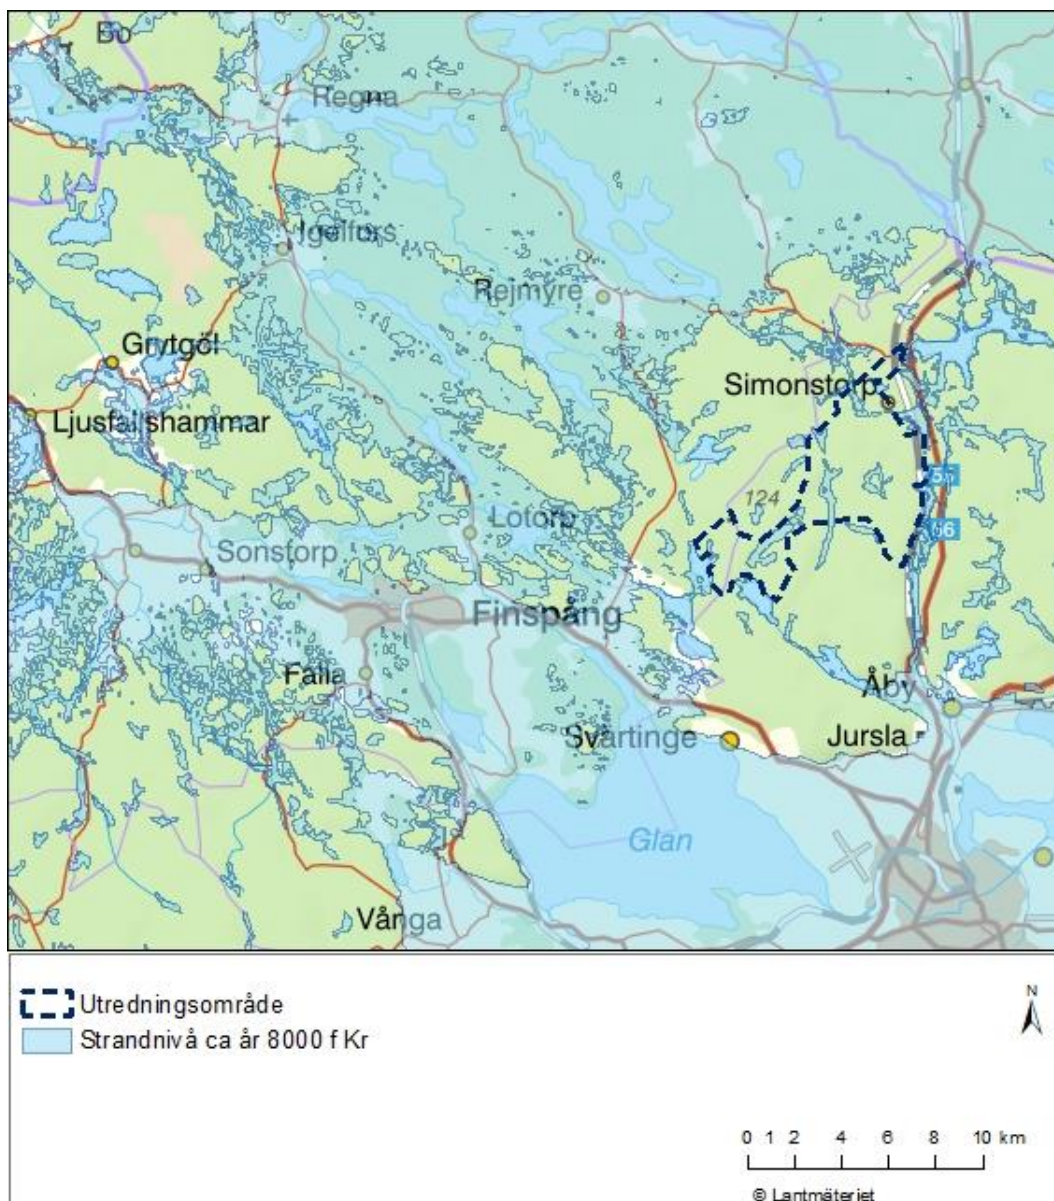 Bo
Regna
Igelfors
Rejmyre
Grytgöl
Simonstorp
Ljusfallshammar
55
124
Lotorp
56
Sonstorp
Finspång
Falla
Åby
Svärtinge
Jursla
Glan
Vånga
Utredningsområde
Strandnivå ca år 8000 f Kr
N
0 1 2 4 6 8 10 km
© Lantmäteriet